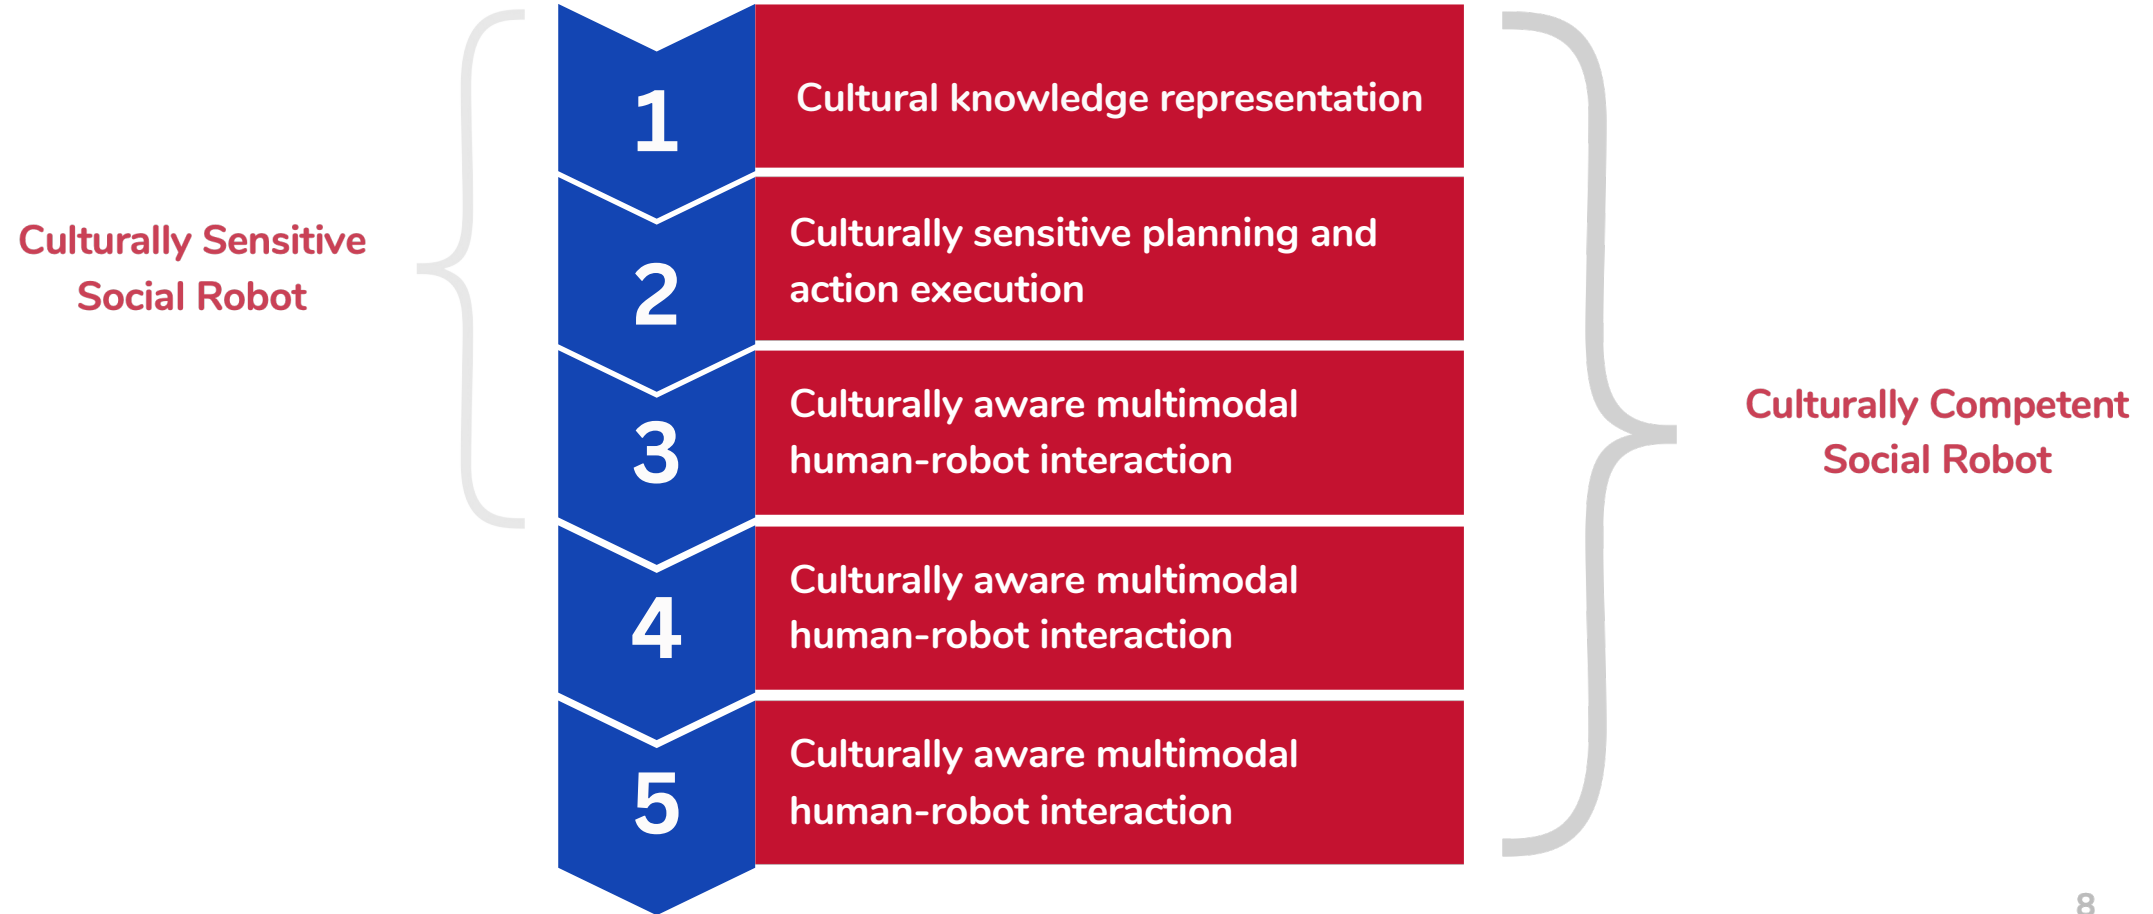 1
Cultural knowledge representation
2
Culturally sensitive planning and
action execution
Culturally Sensitive
Social Robot
3
Culturally aware multimodal
human-robot interaction
4
Culturally aware multimodal
human-robot interaction
5
Culturally aware multimodal
human-robot interaction
Culturally Competent
Social Robot
8